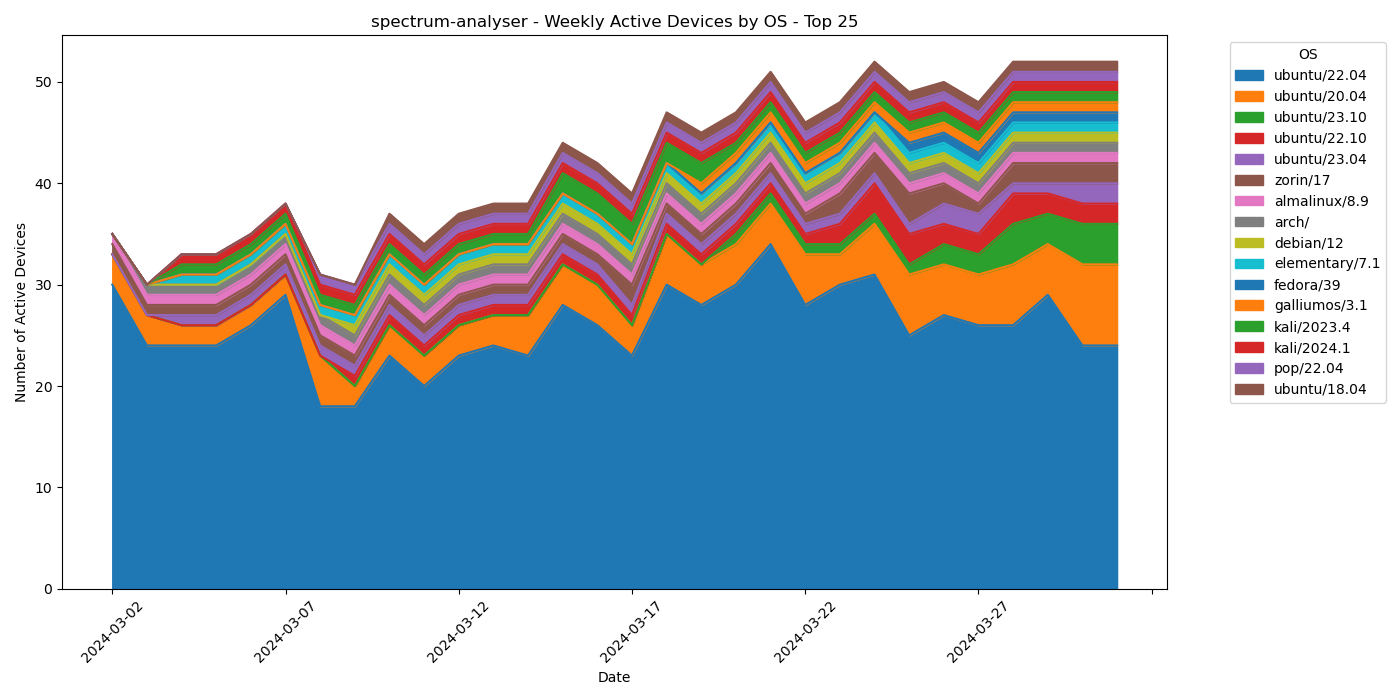 spectrum-analyser - Weekly Active Devices by OS - Top 25
Number of Active Devices
50
40
30
20
10
0
2024-03-02
2024-03-07
2024-03-12
2024-03-17
2024-03-22
2024-03-27
Date
OS
ubuntu/22.04
ubuntu/20.04
ubuntu/23.10
ubuntu/22.10
ubuntu/23.04
zorin/17
almalinux/8.9
arch/
debian/12
elementary/7.1
fedora/39
galliumos/3.1
kali/2023.4
kali/2024.1
pop/22.04
ubuntu/18.04